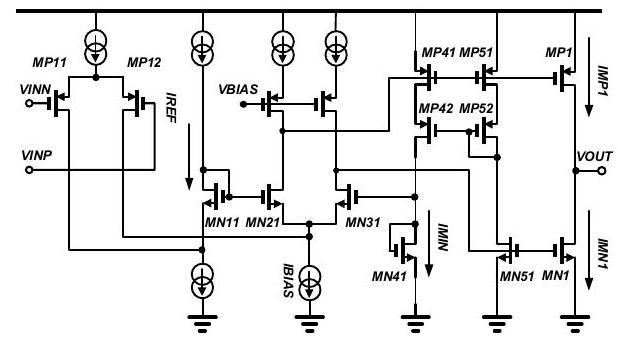 MP41 MP51 MP1
MP11 MP12
VINN
IREF
VBIAS
IMP1
MP42 MP52
VINP
VOUT
MN11 MN21 MN31
IMIN
IMN1
IBIAS
MN41
MN51 MN1